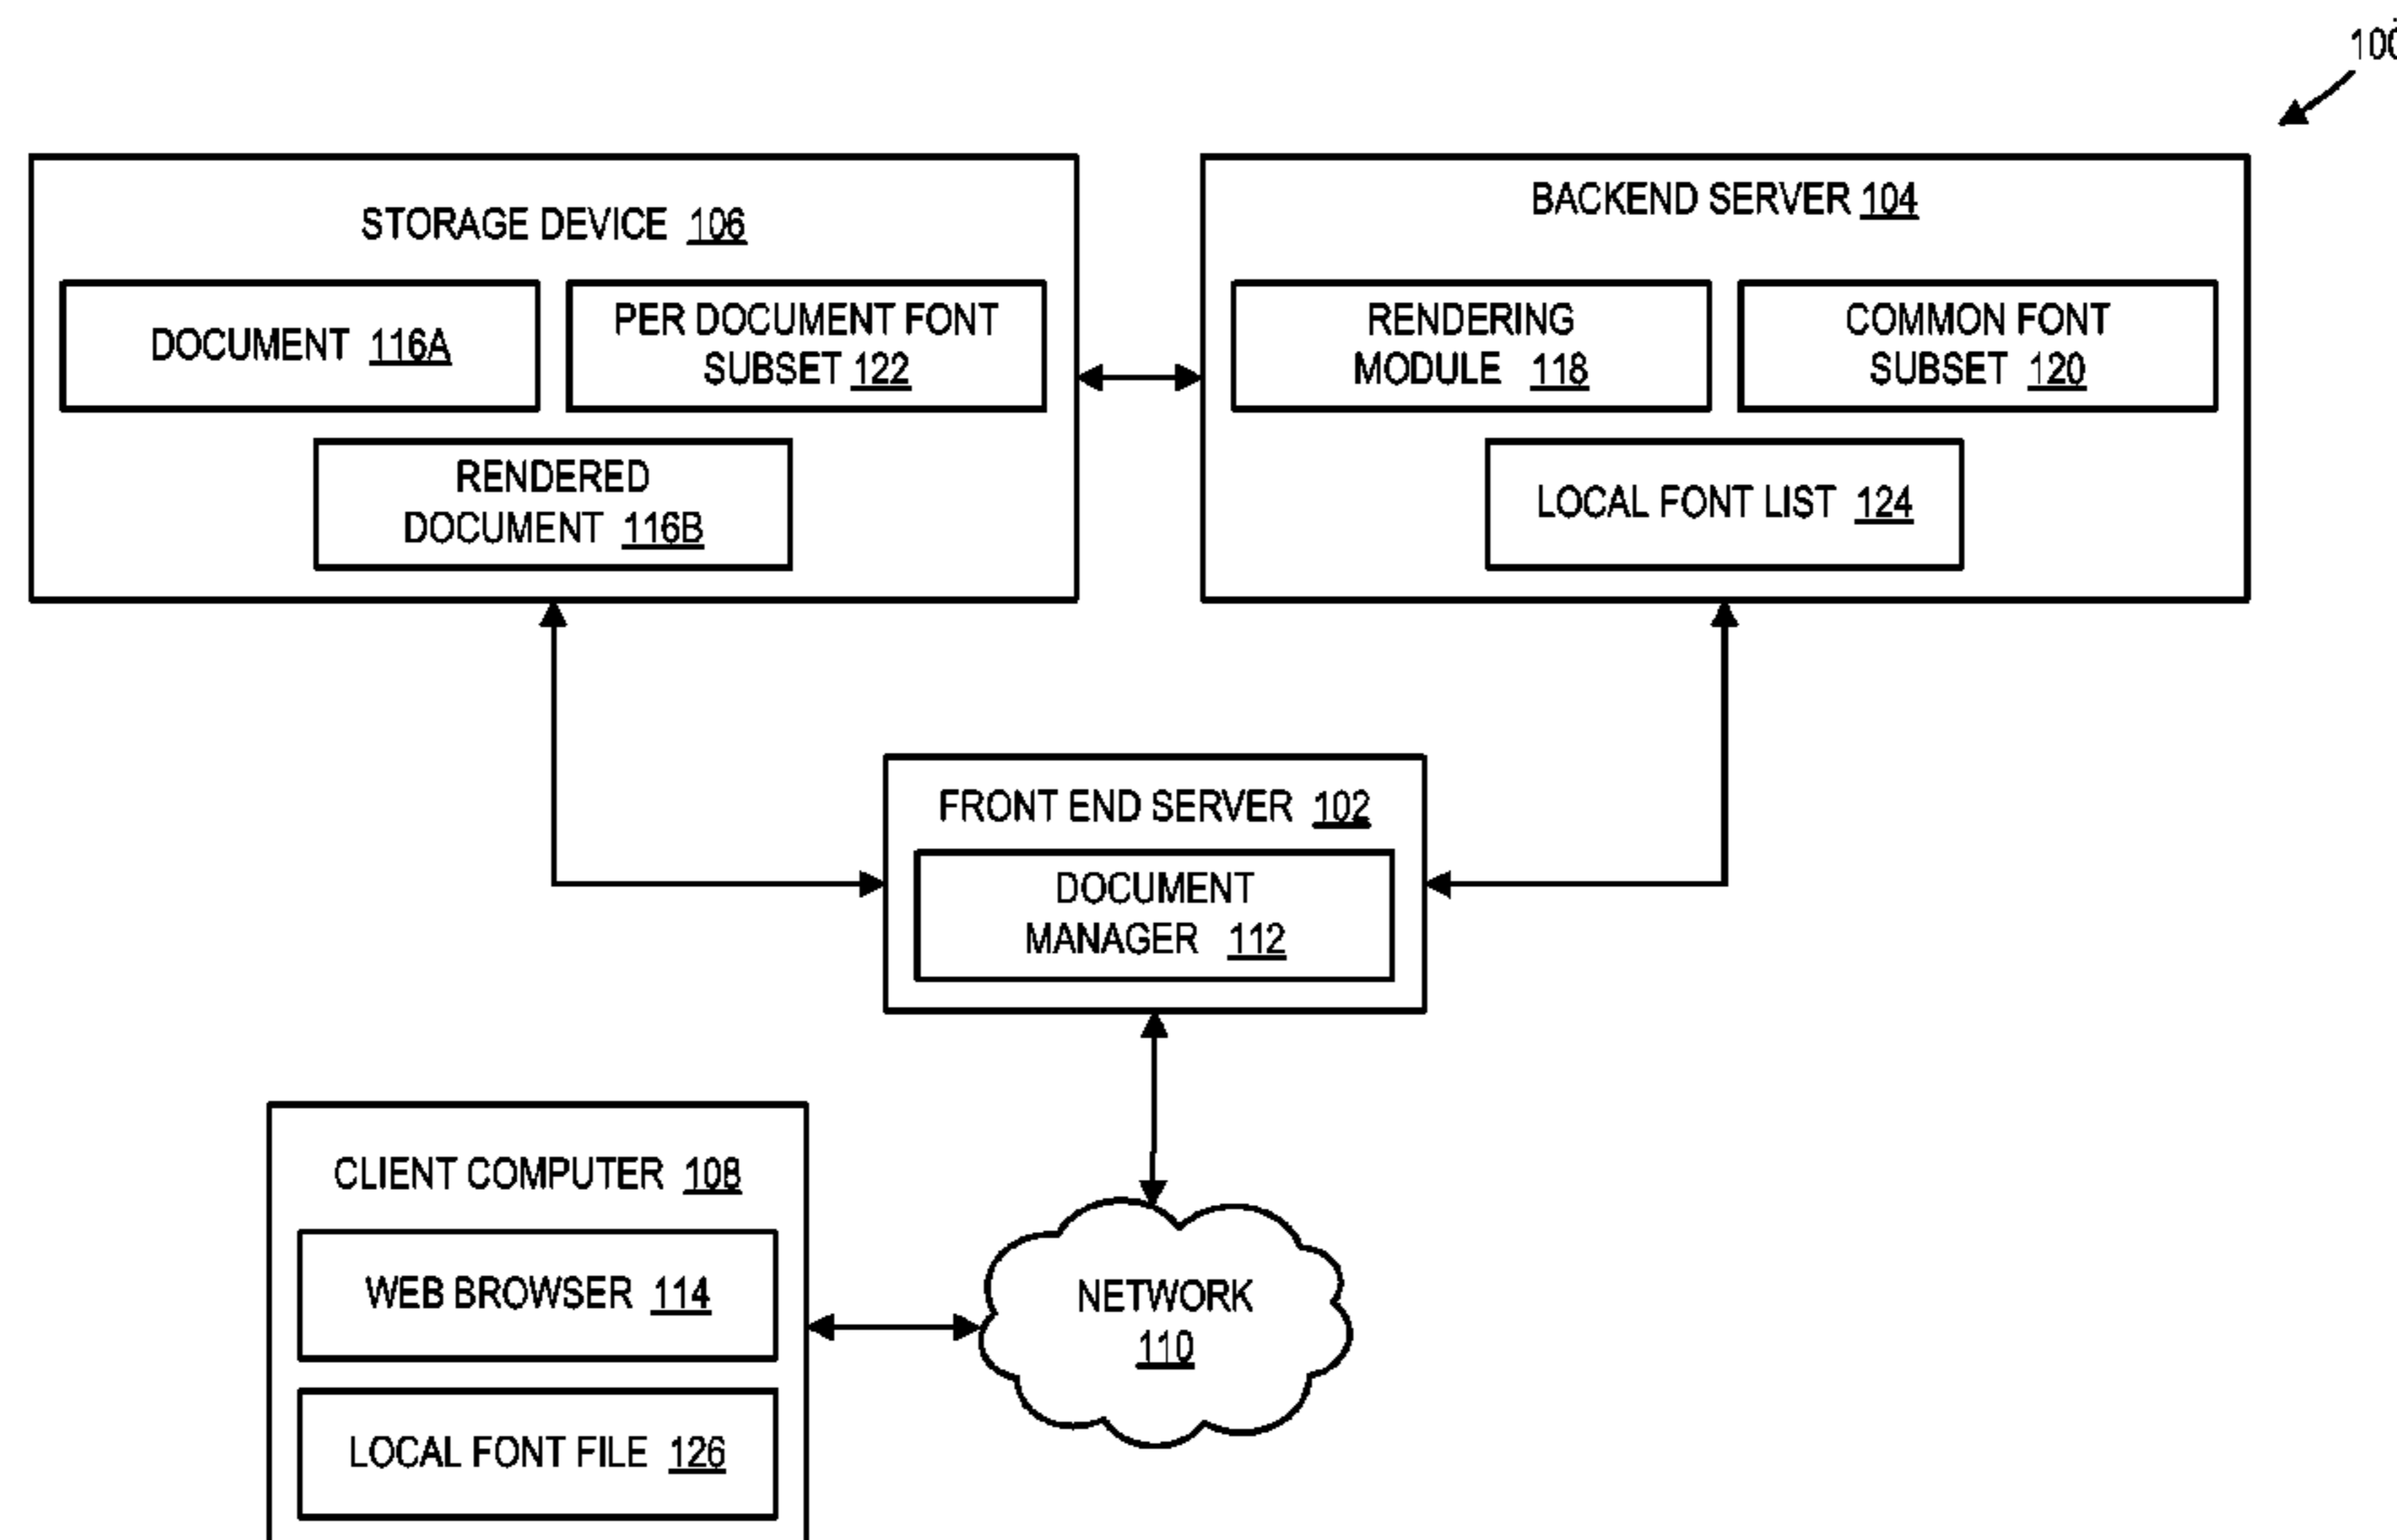 100
STORAGE DEVICE 106
DOCUMENT 116A
PER DOCUMENT FONT
SUBSET 122
RENDERED
DOCUMENT 116B
BACKEND SERVER 104
RENDERING
MODULE 118
COMMON FONT
SUBSET 120
LOCAL FONT LIST 124
FRONT END SERVER 102
DOCUMENT
MANAGER 112
CLIENT COMPUTER 108
WEB BROWSER 114
LOCAL FONT FILE 126
NETWORK
110